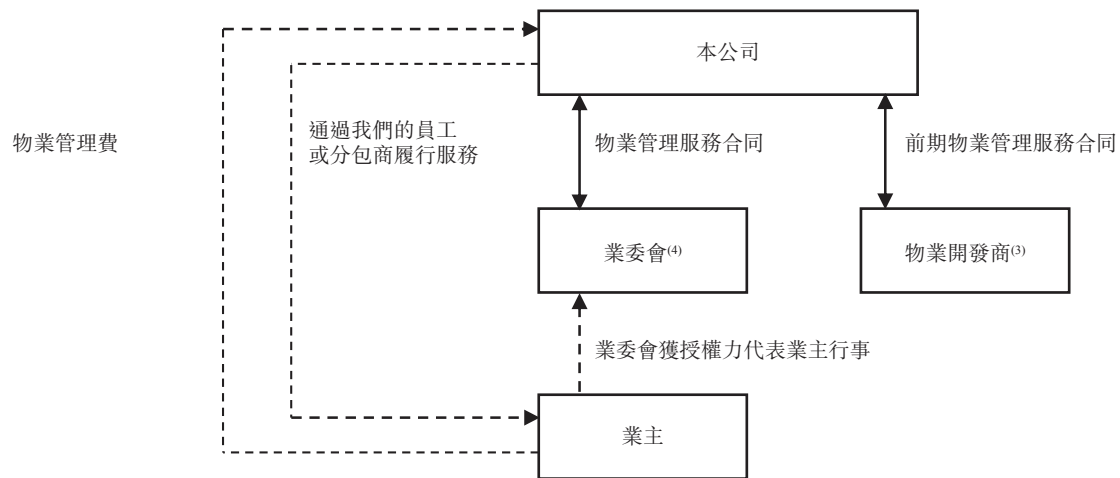 本公司
物業管理費
通過我們的員工
或分包商履行服務
物業管理服務合同
前期物業管理服務合同
業委會(4)
物業開發商(3)
業委會獲授權力代表業主行事
業主